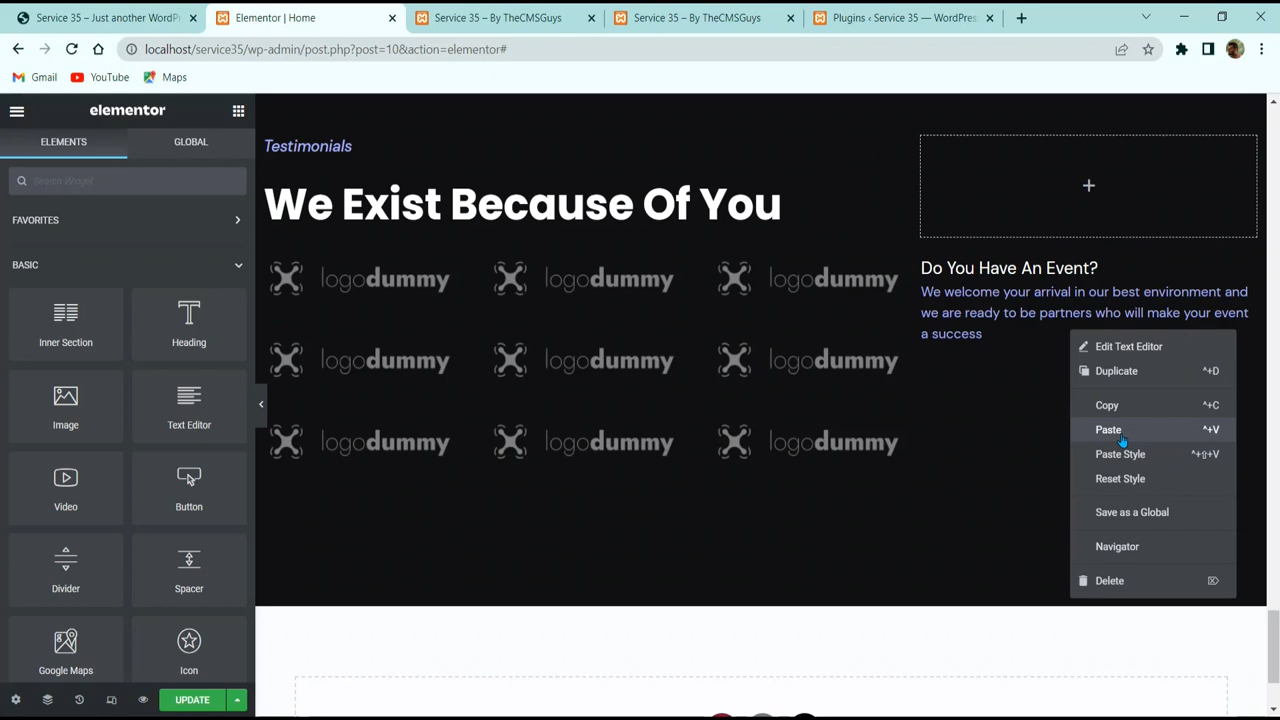 Service 35 – Just another WordPr
Elementor | Home
Service 35 – By TheCMSGuys
Service 35 – By TheCMSGuys
Plugins ‹ Service 35 — WordPres
localhost/service35/wp-admin/post.php?post=10&action=elementor#
Gmail
YouTube
Maps
elementor
ELEMENTS
GLOBAL
Search Widget
FAVORITES
BASIC
Inner Section
Heading
Image
Text Editor
Video
Button
Divider
Spacer
Google Maps
Icon
UPDATE
Testimonials
We Exist Because Of You
logodummy
logodummy
logodummy
logodummy
logodummy
logodummy
logodummy
logodummy
logodummy
Do You Have An Event?
We welcome your arrival in our best environment and
we are ready to be partners who will make your event
a success
Edit Text Editor
Duplicate ^+D
Copy ^+C
Paste ^+V
Paste Style ^+⇧+V
Reset Style
Save as a Global
Navigator
Delete ⌦